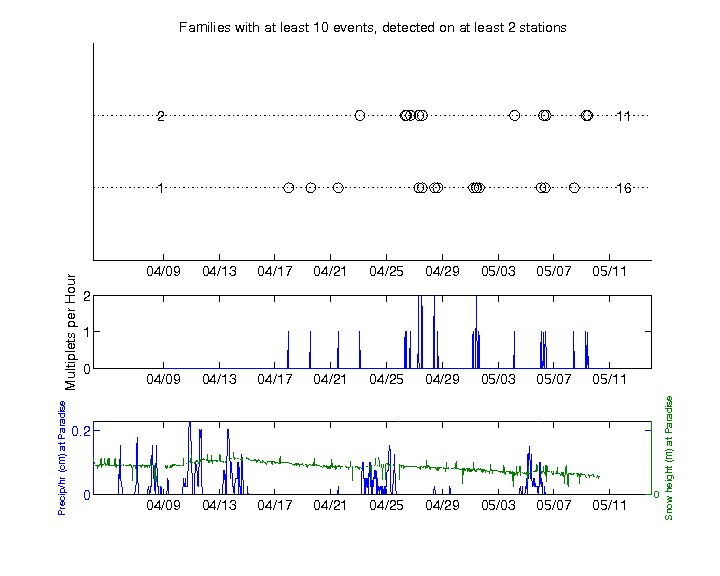 Families with at least 10 events, detected on at least 2 stations
2 11
1 16
04/09 04/13 04/17 04/21 04/25 04/29 05/03 05/07 05/11
Multiplets per Hour
2
1
0
04/09 04/13 04/17 04/21 04/25 04/29 05/03 05/07 05/11
Precip/hr (cm) at Paradise
0.2
0
Snow height (m) at Paradise
0
04/09 04/13 04/17 04/21 04/25 04/29 05/03 05/07 05/11